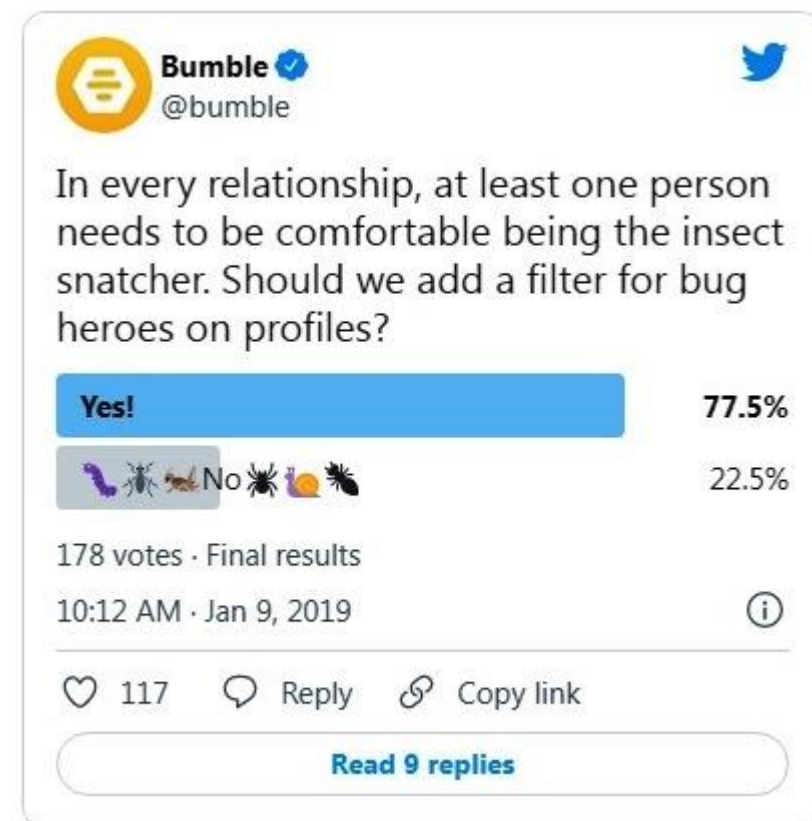 Bumble
@bumble
In every relationship, at least one person
needs to be comfortable being the insect
snatcher. Should we add a filter for bug
heroes on profiles?
Yes! 77.5%
🐛🦟🦗No🕷🐌🐜 22.5%
178 votes · Final results
10:12 AM · Jan 9, 2019
117 Reply Copy link
Read 9 replies